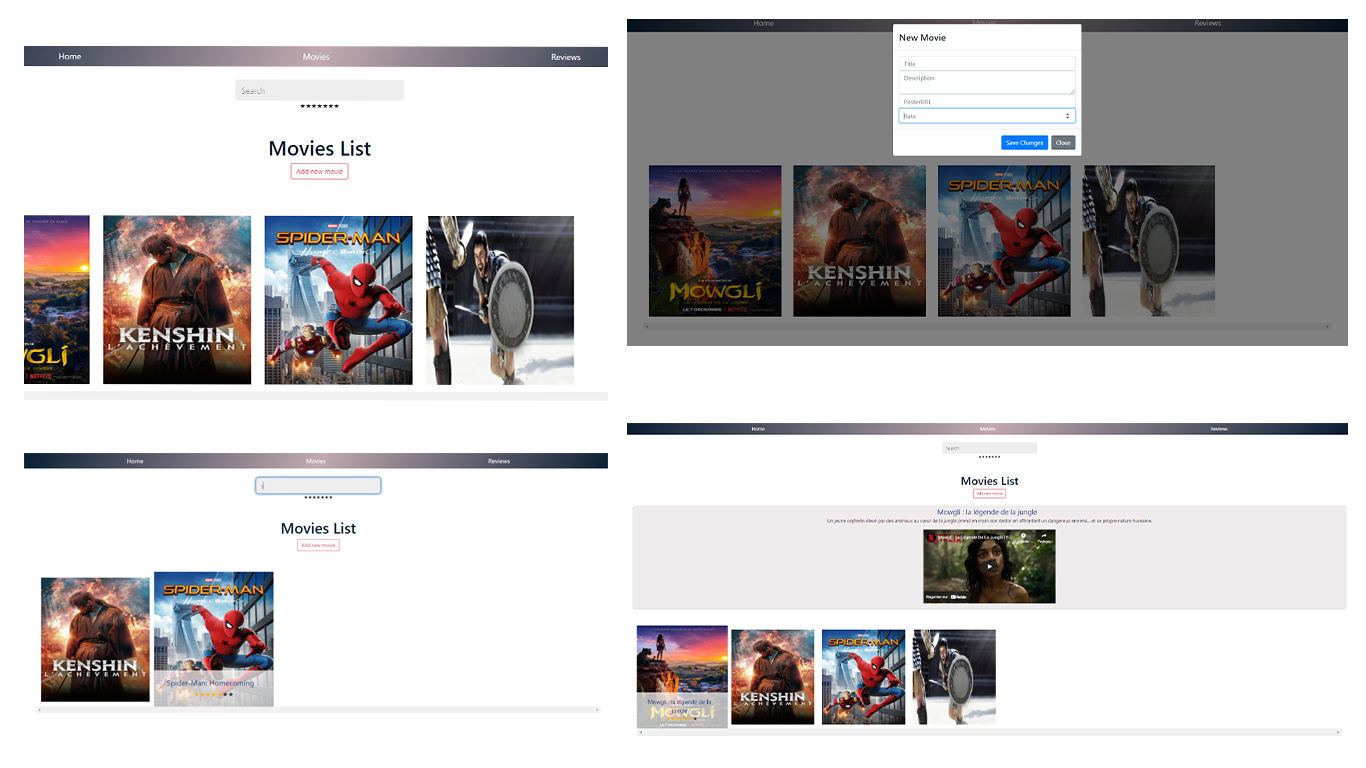 Home Movies Reviews
Search
★★★★★★★
Movies List
Add new movie
MOWGLI
NETFLIX
KENSHIN
L'ACHÈVEMENT
SPIDER-MAN
Homecoming
Home Movies Reviews
New Movie
Title
Description
PosterURL
Rate
Save Changes Close
MOWGLI
LE 7 DÉCEMBRE NETFLIX
KENSHIN
L'ACHÈVEMENT
SPIDER-MAN
Homecoming
Home Movies Reviews
★★★★★★★
Movies List
Add new movie
KENSHIN
L'ACHÈVEMENT
SPIDER-MAN
Homecoming
Spider-Man: Homecoming
★★★★★★★
Home Movies Reviews
Search
★★★★★★★
Movies List
Add new movie
Mowgli : la légende de la jungle
Un jeune orphelin élevé par des animaux au cœur de la jungle prend en main son destin en affrontant un dangereux ennemi... et sa propre nature humaine.
Mowgli : La Légende De La Jungle |
Regarder sur YouTube
Mowgli : la légende de la
jungle
MOWGLI
KENSHIN
L'ACHÈVEMENT
SPIDER-MAN